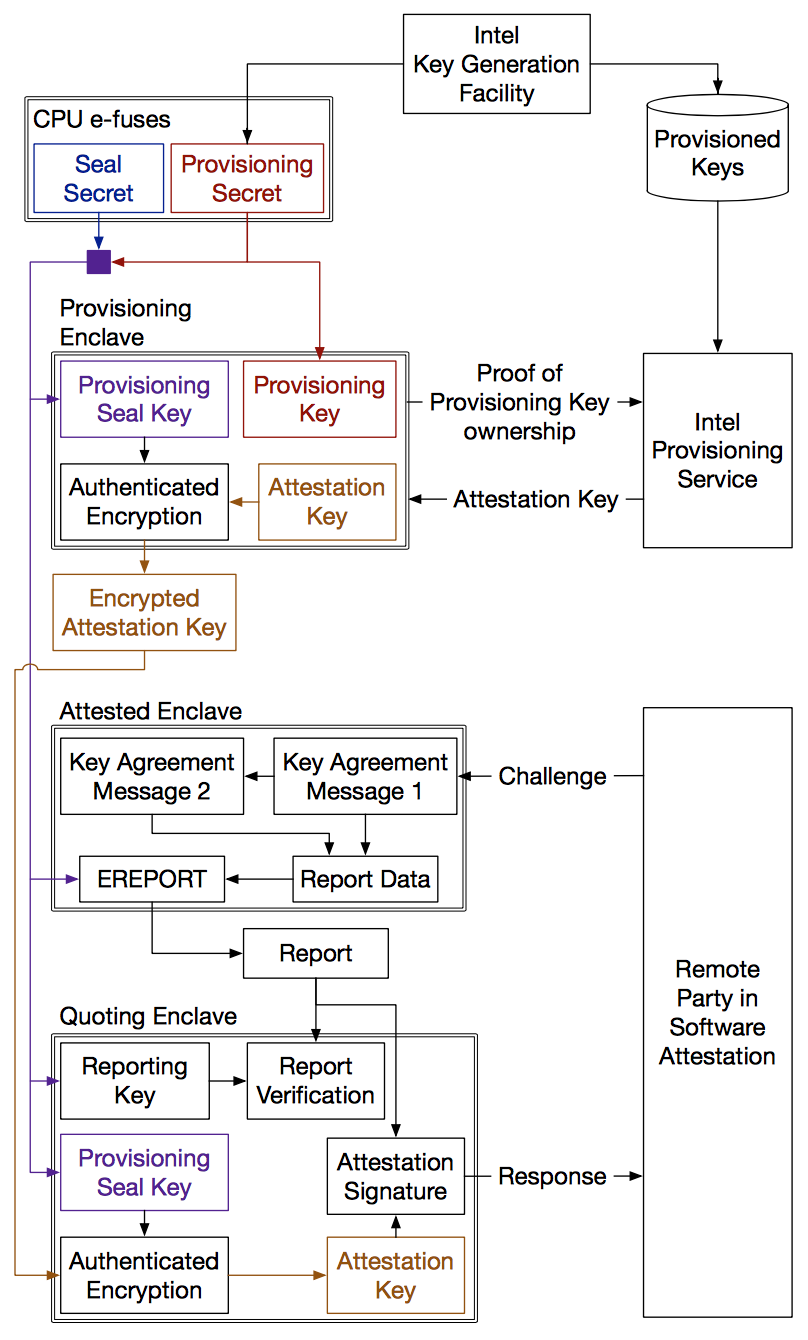 Intel
Key Generation
Facility
CPU e-fuses
Seal
Secret
Provisioning
Secret
Provisioned
Keys
Provisioning
Enclave
Provisioning
Seal Key
Provisioning
Key
Proof of
Provisioning Key
ownership
Intel
Provisioning
Service
Authenticated
Encryption
Attestation
Key
Attestation Key
Encrypted
Attestation Key
Attested Enclave
Key Agreement
Message 2
Key Agreement
Message 1
Challenge
EREPORT
Report Data
Report
Remote
Party in
Software
Attestation
Quoting Enclave
Reporting
Key
Report
Verification
Provisioning
Seal Key
Attestation
Signature
Response
Authenticated
Encryption
Attestation
Key